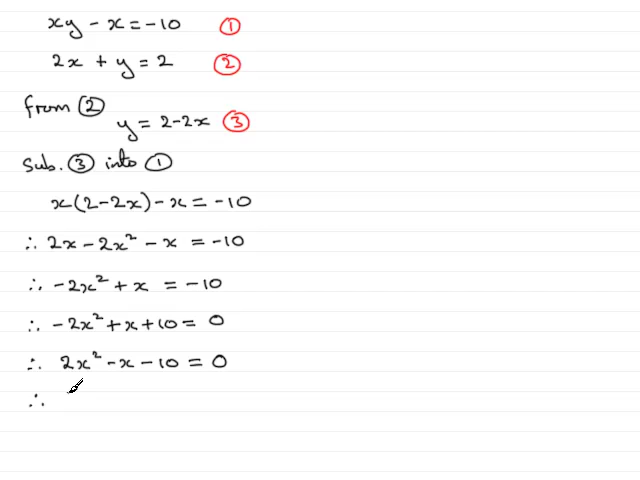 xy - x = -10 ①
2x + y = 2 ②
from ②
y = 2-2x ③
Sub. ③ into ①
x(2-2x) - x = -10
∴ 2x - 2x² - x = -10
∴ -2x² + x = -10
∴ -2x² + x + 10 = 0
∴ 2x² - x - 10 = 0
∴